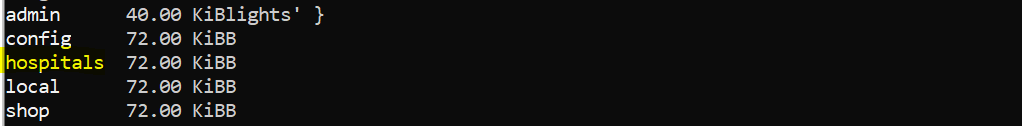 admin      40.00 KiBlights' }
config     72.00 KiBB
hospitals  72.00 KiBB
local      72.00 KiBB
shop       72.00 KiBB